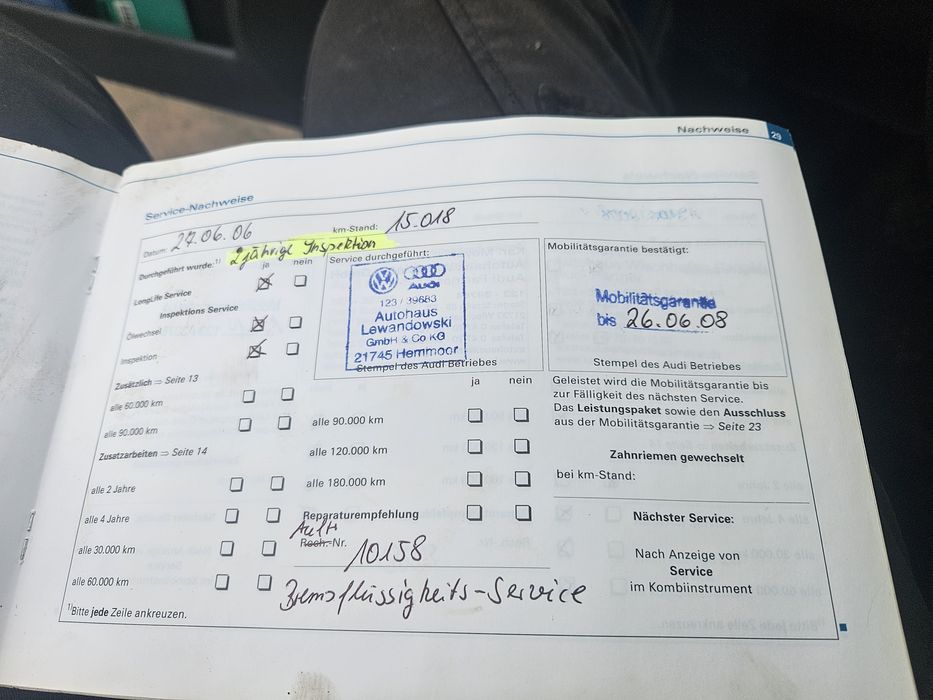 Nachweise 29
Service-Nachweise
Datum: 27.06.06 km-Stand: 15.018
Durchgeführt wurde:¹⁾ 2jährige Inspektion
ja nein
LongLife Service
Inspektions Service
Ölwechsel
Inspektion
Zusätzlich ⇒ Seite 13
alle 60.000 km
alle 90.000 km
Zusatzarbeiten ⇒ Seite 14
alle 2 Jahre
alle 4 Jahre
alle 30.000 km
alle 60.000 km
¹⁾Bitte jede Zeile ankreuzen.
Service durchgeführt:
Audi
123 / 39683
Autohaus
Lewandowski
GmbH & Co KG
21745 Hemmoor
Stempel des Audi Betriebes
ja nein
alle 90.000 km
alle 120.000 km
alle 180.000 km
Reparaturempfehlung
Auftr
Rech.-Nr. 10158
Bremsflüssigkeits-Service
Mobilitätsgarantie bestätigt:
Mobilitätsgarantie
bis 26.06.08
Stempel des Audi Betriebes
Geleistet wird die Mobilitätsgarantie bis
zur Fälligkeit des nächsten Service.
Das Leistungspaket sowie den Ausschluss
aus der Mobilitätsgarantie ⇒ Seite 23
Zahnriemen gewechselt
bei km-Stand:
Nächster Service:
Nach Anzeige von
Service
im Kombiinstrument